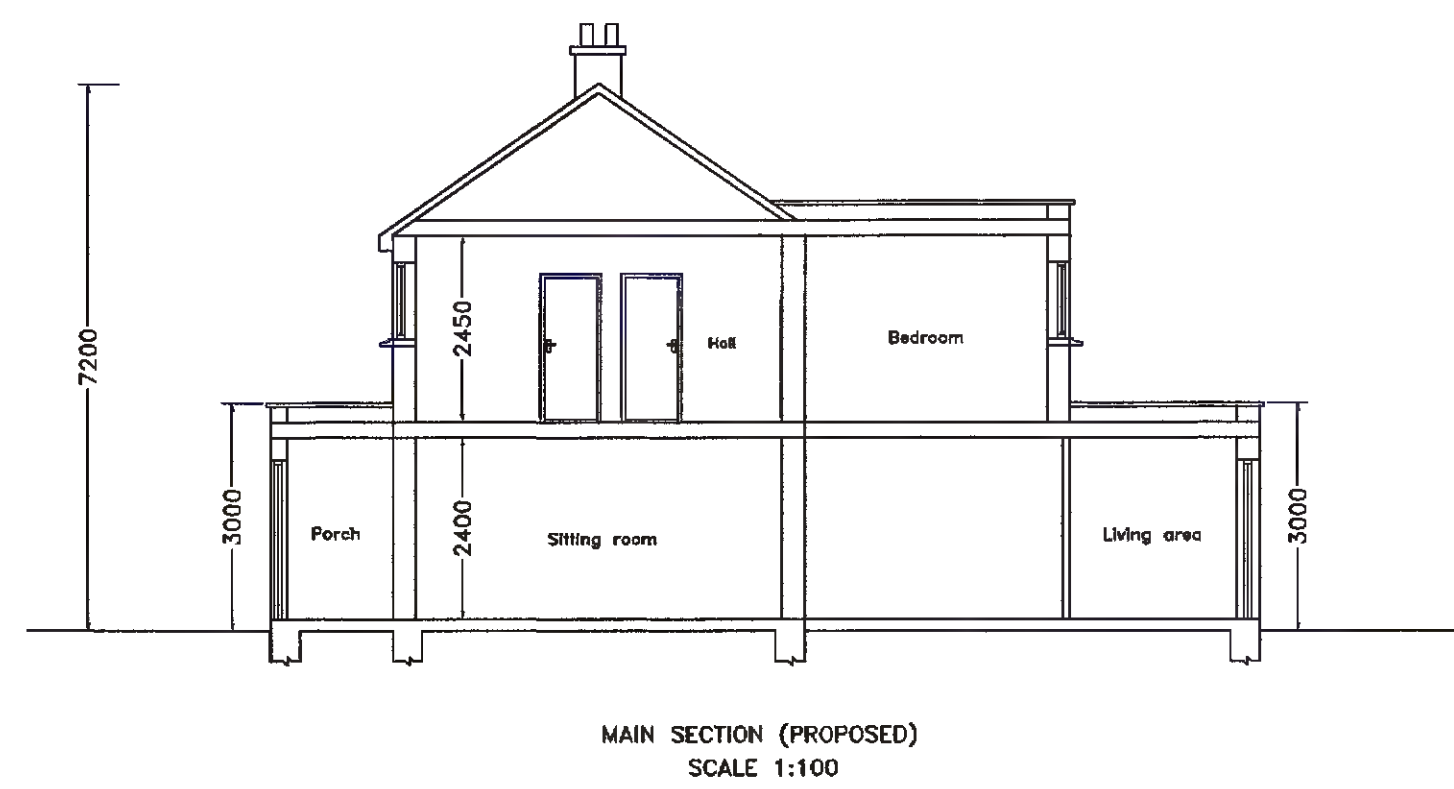 7200
2450
Hall
Bedroom
3000
Porch
2400
Sitting room
Living area
3000
MAIN SECTION (PROPOSED)
SCALE 1:100